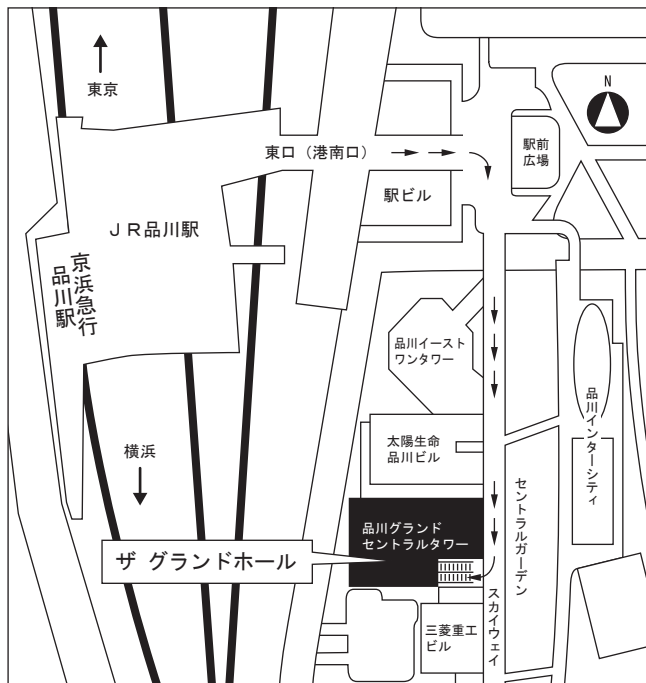 東京
N
東口（港南口）
駅前
広場
駅ビル
ＪＲ品川駅
京浜急行
品川駅
品川イースト
ワンタワー
品川インターシティ
太陽生命
品川ビル
横浜
セントラルガーデン
品川グランド
セントラルタワー
ザ グランドホール
スカイウェイ
三菱重工
ビル